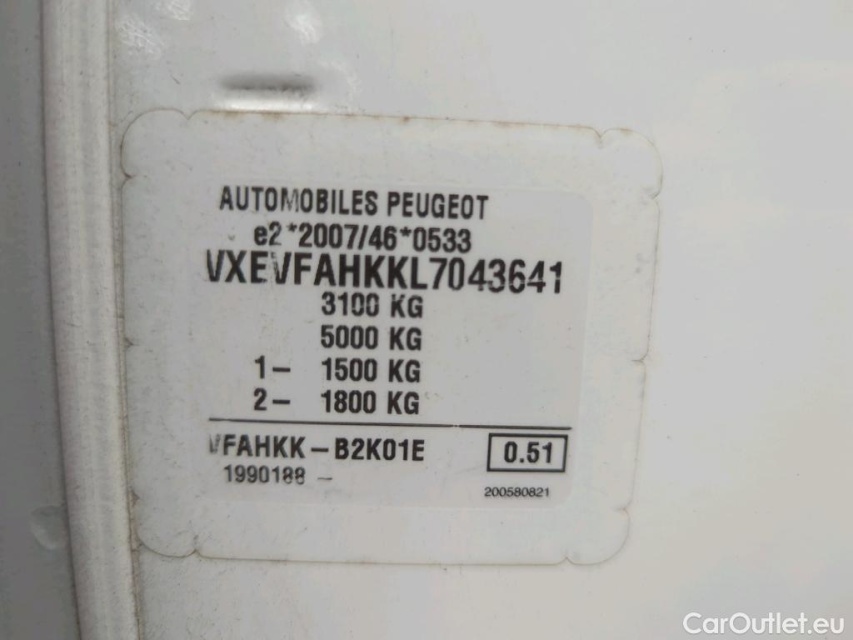 AUTOMOBILES PEUGEOT
e2*2007/46*0533
VXEVFAHKKL7043641
3100 KG
5000 KG
1- 1500 KG
2- 1800 KG
VFAHKK-B2K01E 0.51
1990188 -
200580821
CarOutlet.eu